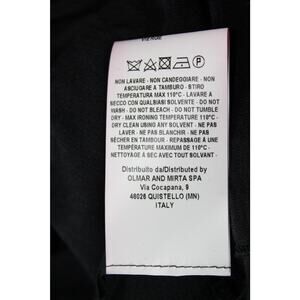 NON LAVARE - NON CANDEGGIARE - NON
ASCIUGARE A TAMBURO - STIRO
TEMPERATURA MAX 110°C - LAVARE A
SECCO CON QUALSIASI SOLVENTE - DO NOT
WASH - DO NOT BLEACH - DO NOT TUMBLE
DRY - MAX IRONING TEMPERATURE 110°C -
DRY CLEAN USING ANY SOLVENT - NE PAS
LAVER - NE PAS BLANCHIR - NE PAS
SÉCHER EN TAMBOUR - REPASSAGE À UNE
TEMPÉRATURE MAXIMUM DE 110°C -
NETTOYAGE À SEC AVEC TOUT SOLVANT -
Distribuito da/Distributed by
OLMAR AND MIRTA SPA
Via Cocapana, 9
46026 QUISTELLO (MN)
ITALY